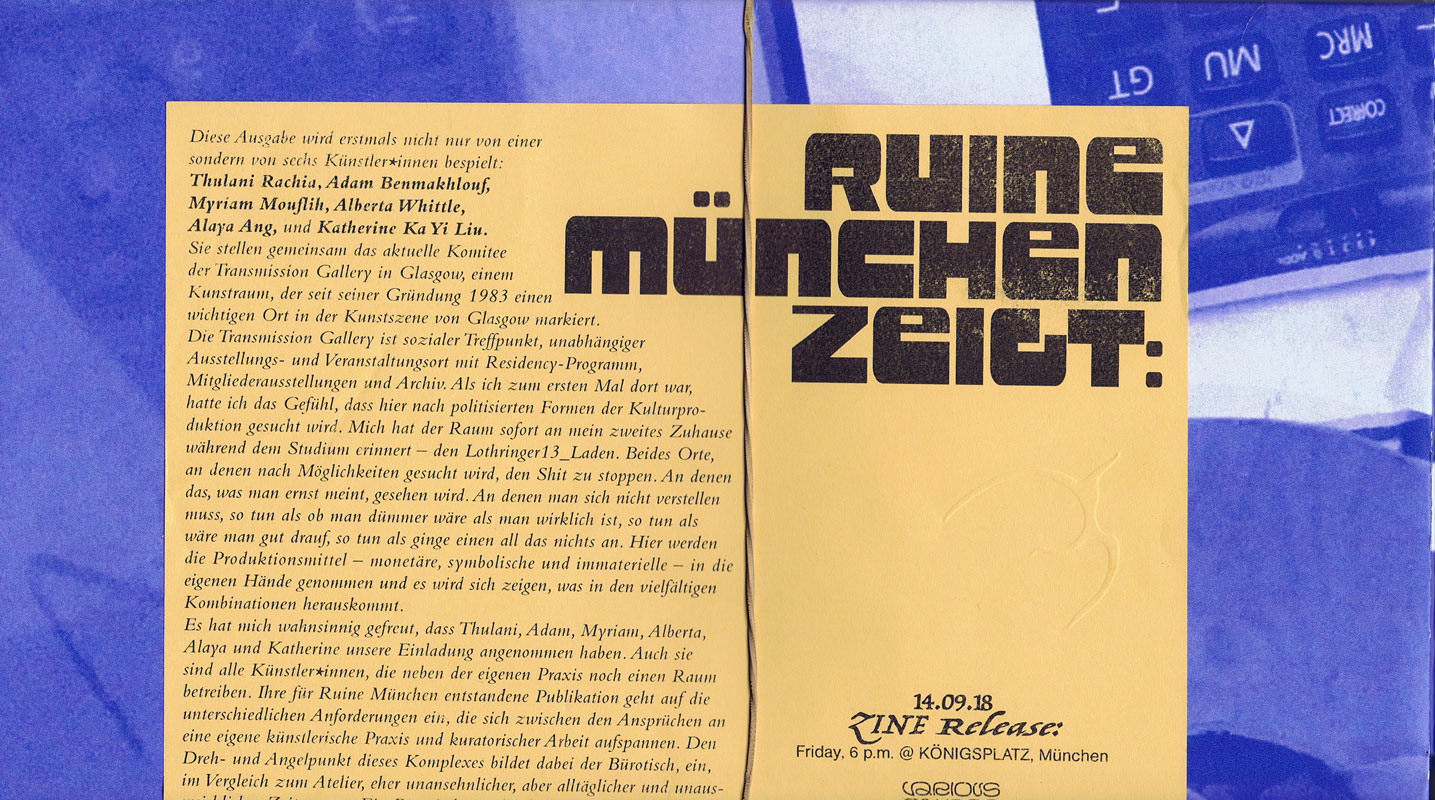 Diese Ausgabe wird erstmals nicht nur von einer
sondern von sechs Künstler*innen bespielt:
Thulani Rachia, Adam Benmakhlouf,
Myriam Mouflih, Alberta Whittle,
Alaya Ang, und Katherine Ka Yi Liu.
Sie stellen gemeinsam das aktuelle Komitee
der Transmission Gallery in Glasgow, einem
Kunstraum, der seit seiner Gründung 1983 einen
wichtigen Ort in der Kunstszene von Glasgow markiert.
Die Transmission Gallery ist sozialer Treffpunkt, unabhängiger
Ausstellungs- und Veranstaltungsort mit Residency-Programm,
Mitgliederausstellungen und Archiv. Als ich zum ersten Mal dort war,
hatte ich das Gefühl, dass hier nach politisierten Formen der Kulturpro-
duktion gesucht wird. Mich hat der Raum sofort an mein zweites Zuhause
während dem Studium erinnert – den Lothringer13_Laden. Beides Orte,
an denen nach Möglichkeiten gesucht wird, den Shit zu stoppen. An denen
das, was man ernst meint, gesehen wird. An denen man sich nicht verstellen
muss, so tun als ob man dümmer wäre als man wirklich ist, so tun als
wäre man gut drauf, so tun als ginge einen all das nichts an. Hier werden
die Produktionsmittel – monetäre, symbolische und immaterielle – in die
eigenen Hände genommen und es wird sich zeigen, was in den vielfältigen
Kombinationen herauskommt.
Es hat mich wahnsinnig gefreut, dass Thulani, Adam, Myriam, Alberta,
Alaya und Katherine unsere Einladung angenommen haben. Auch sie
sind alle Künstler*innen, die neben der eigenen Praxis noch einen Raum
betreiben. Ihre für Ruine München entstandene Publikation geht auf die
unterschiedlichen Anforderungen ein, die sich zwischen den Ansprüchen an
eine eigene künstlerische Praxis und kuratorischer Arbeit aufspannen. Den
Dreh- und Angelpunkt dieses Komplexes bildet dabei der Bürotisch, ein,
im Vergleich zum Atelier, eher unansehnlicher, aber alltäglicher und unaus-
RUINE
MÜNCHEN
ZEIGT:
14.09.18
ZINE Release:
Friday, 6 p.m. @ KÖNIGSPLATZ, München
VARIOUS
GT
MU
MRC
CORRECT